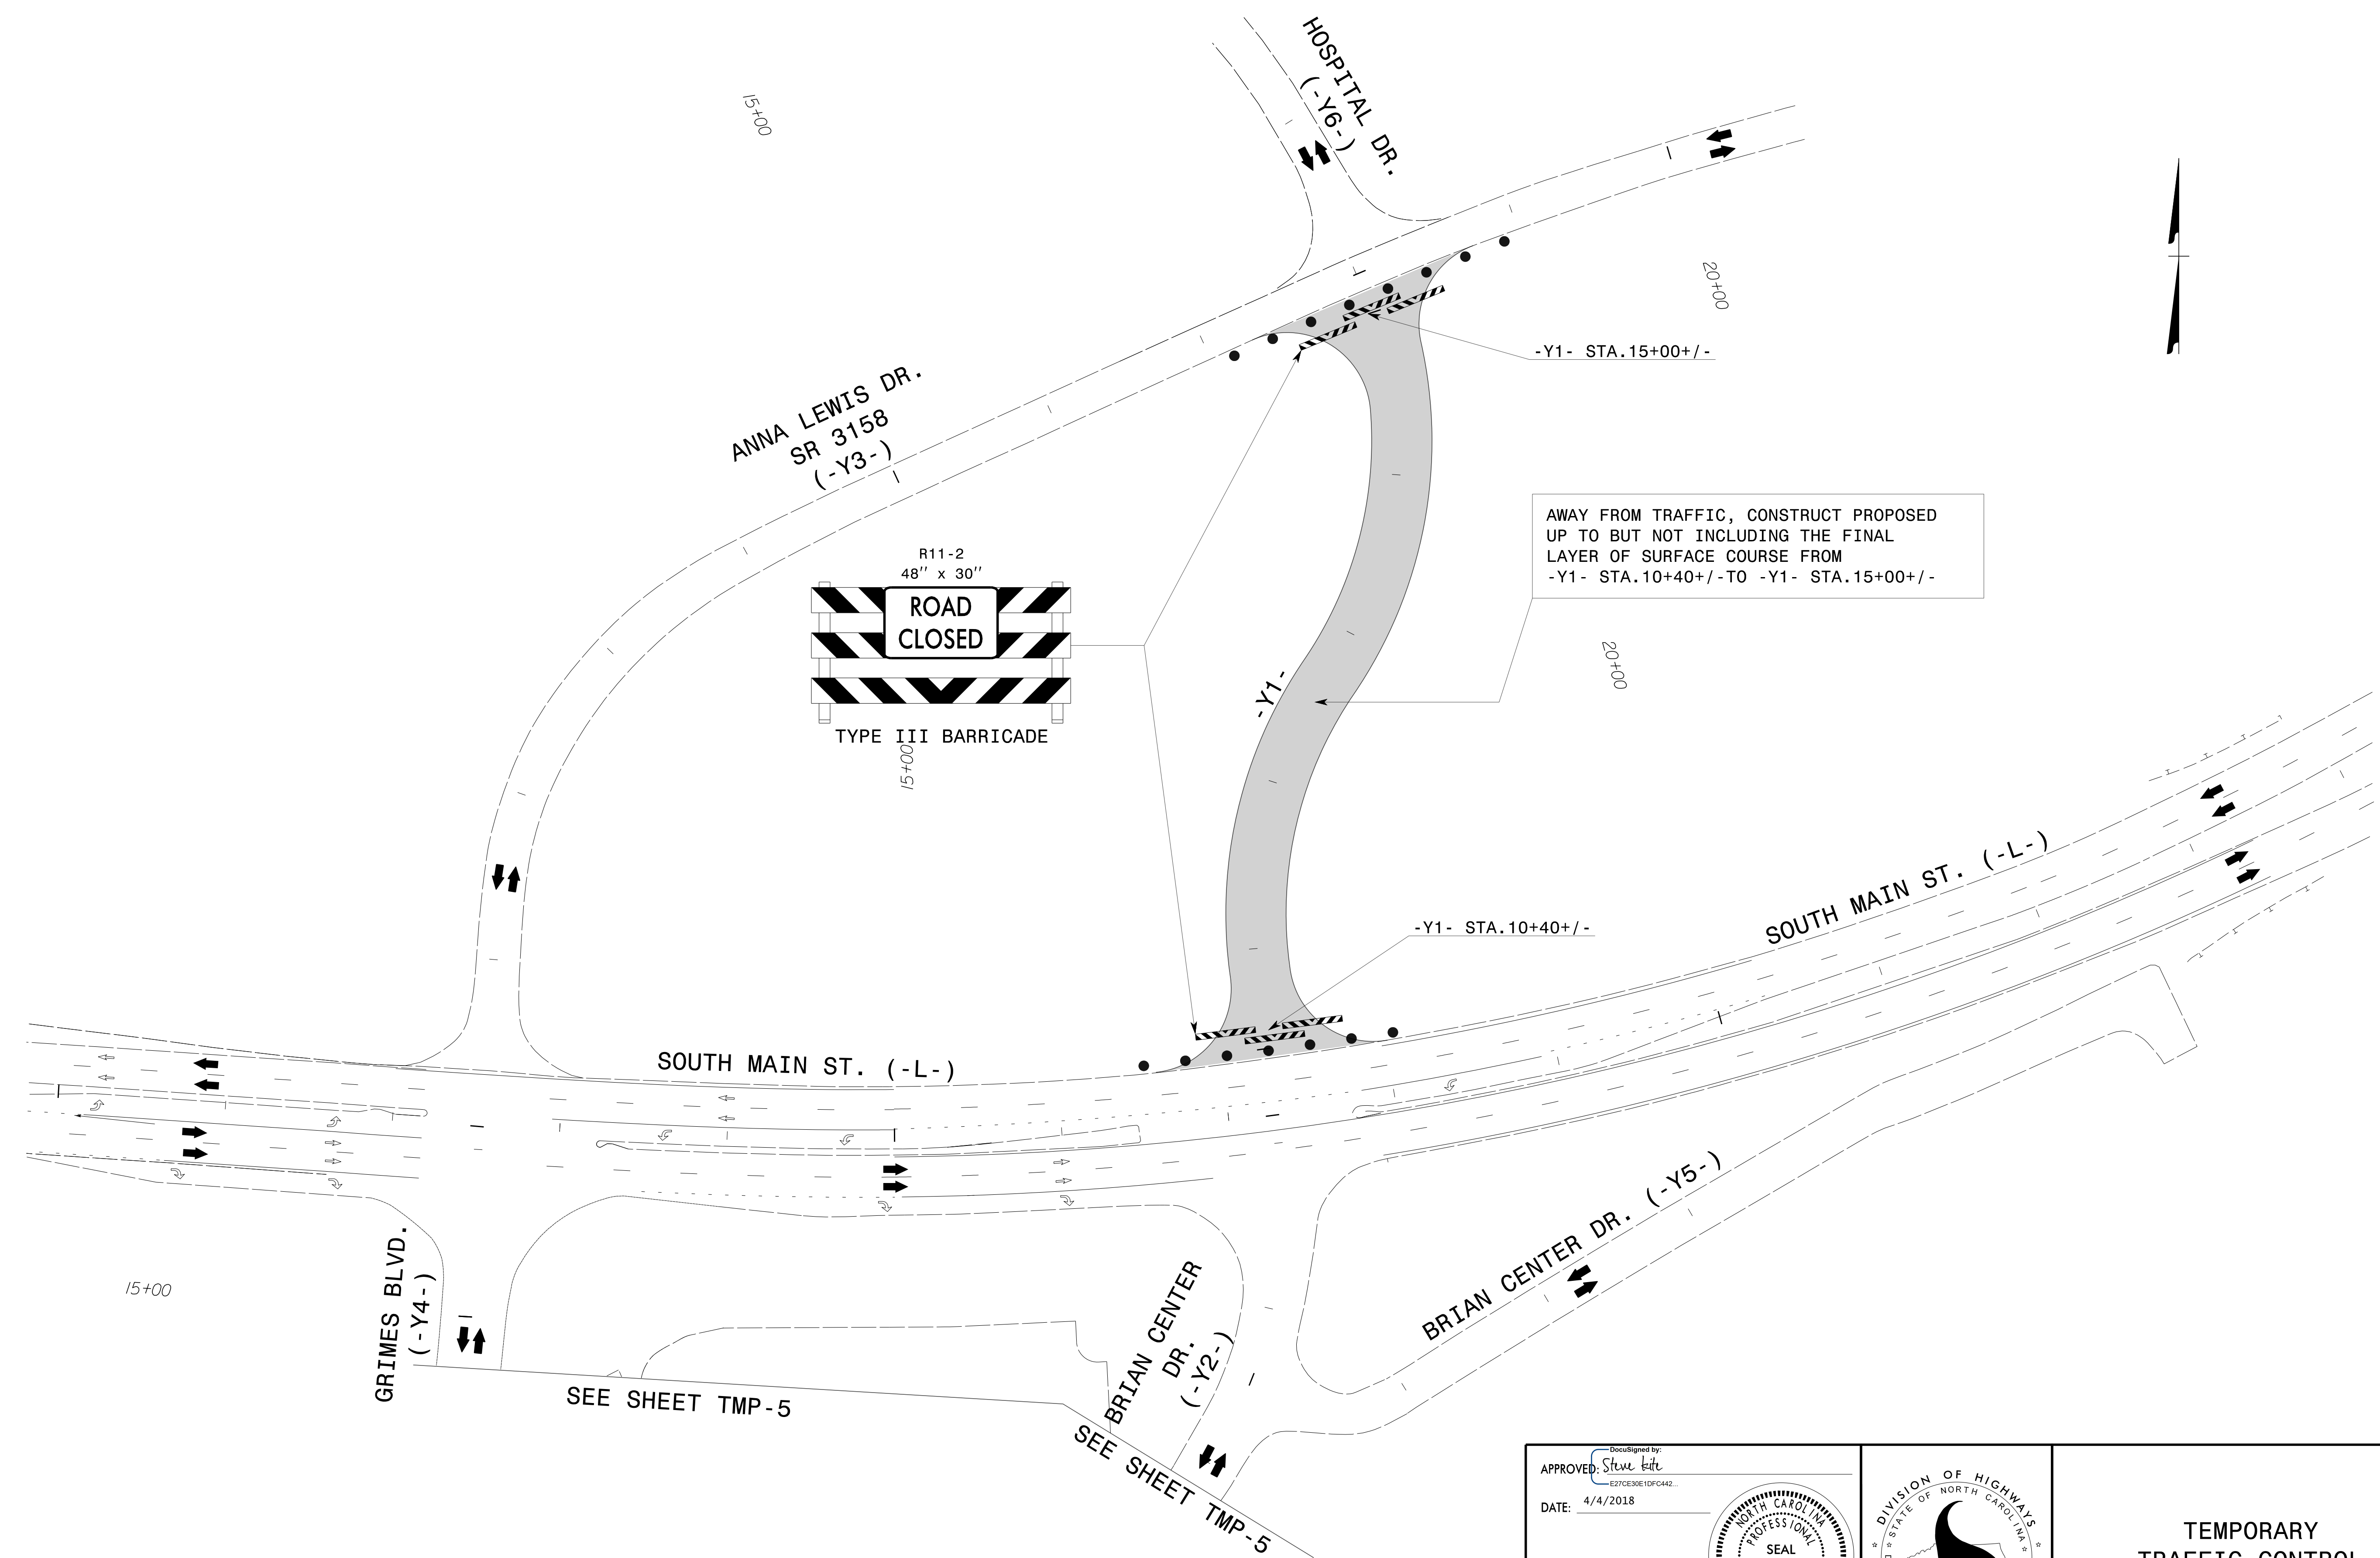 HOSPITAL DR.
(-Y6-)
15+00
20+00
-Y1- STA.15+00+/-
ANNA LEWIS DR.
SR 3158
(-Y3-)
AWAY FROM TRAFFIC, CONSTRUCT PROPOSED
UP TO BUT NOT INCLUDING THE FINAL
LAYER OF SURFACE COURSE FROM
-Y1- STA.10+40+/-TO -Y1- STA.15+00+/-
R11-2
48" x 30"
ROAD
CLOSED
TYPE III BARRICADE
15+00
-Y1-
20+00
-Y1- STA.10+40+/-
SOUTH MAIN ST. (-L-)
SOUTH MAIN ST. (-L-)
GRIMES BLVD.
(-Y4-)
15+00
BRIAN CENTER
DR.
(-Y2-)
BRIAN CENTER DR. (-Y5-)
SEE SHEET TMP-5
SEE SHEET TMP-5
DocuSigned by:
APPROVED: Steve Kite
E27CE30E1DFC442...
DATE: 4/4/2018
NORTH CAROLINA
PROFESSIONAL
SEAL
DIVISION OF HIGHWAYS
STATE OF NORTH CAROLINA
TEMPORARY
TRAFFIC CONTROL